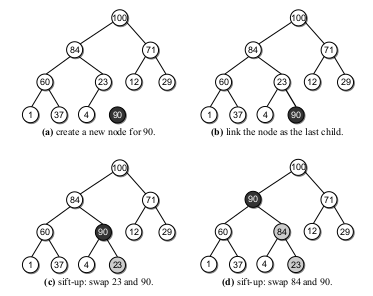 100 100
84 71 84 71
60 23 12 29 60 23 12 29
1 37 4 90 1 37 4 90
(a) create a new node for 90. (b) link the node as the last child.
100 100
84 71 90 71
60 90 12 29 60 84 12 29
1 37 4 23 1 37 4 23
(c) sift-up: swap 23 and 90. (d) sift-up: swap 84 and 90.